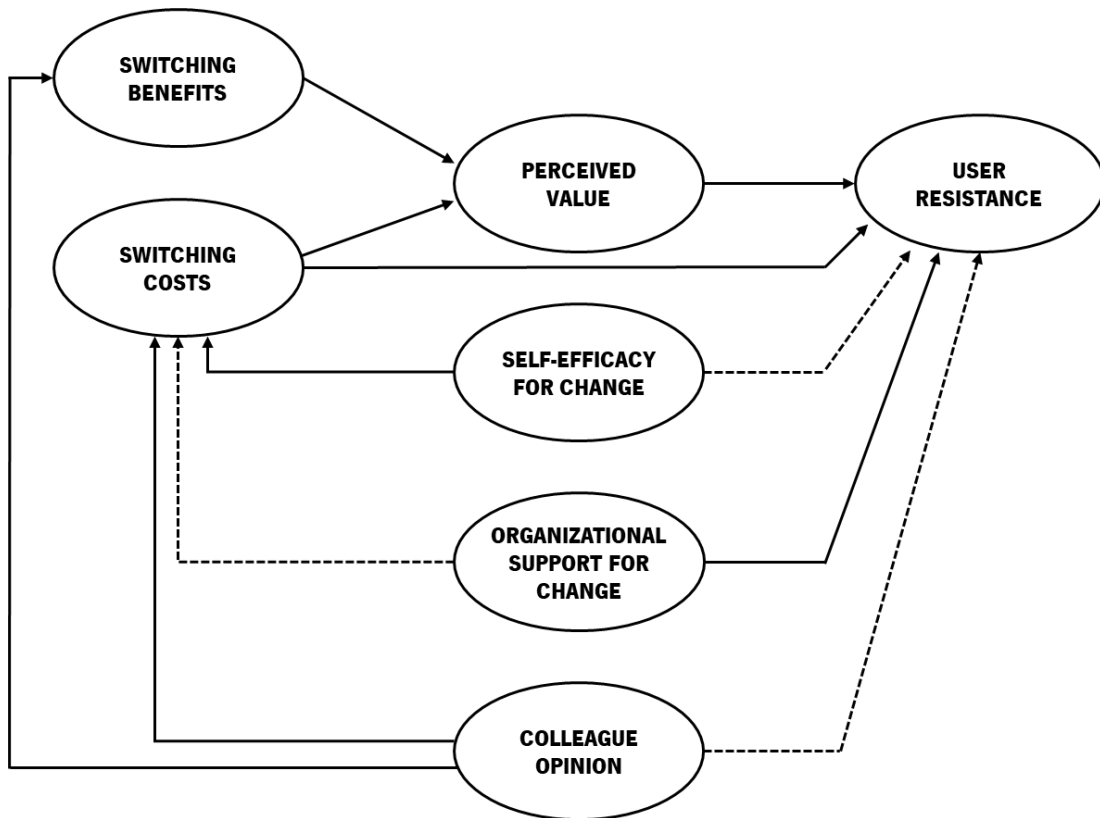 SWITCHING
BENEFITS
PERCEIVED
VALUE
USER
RESISTANCE
SWITCHING
COSTS
SELF-EFFICACY
FOR CHANGE
ORGANIZATIONAL
SUPPORT FOR
CHANGE
COLLEAGUE
OPINION